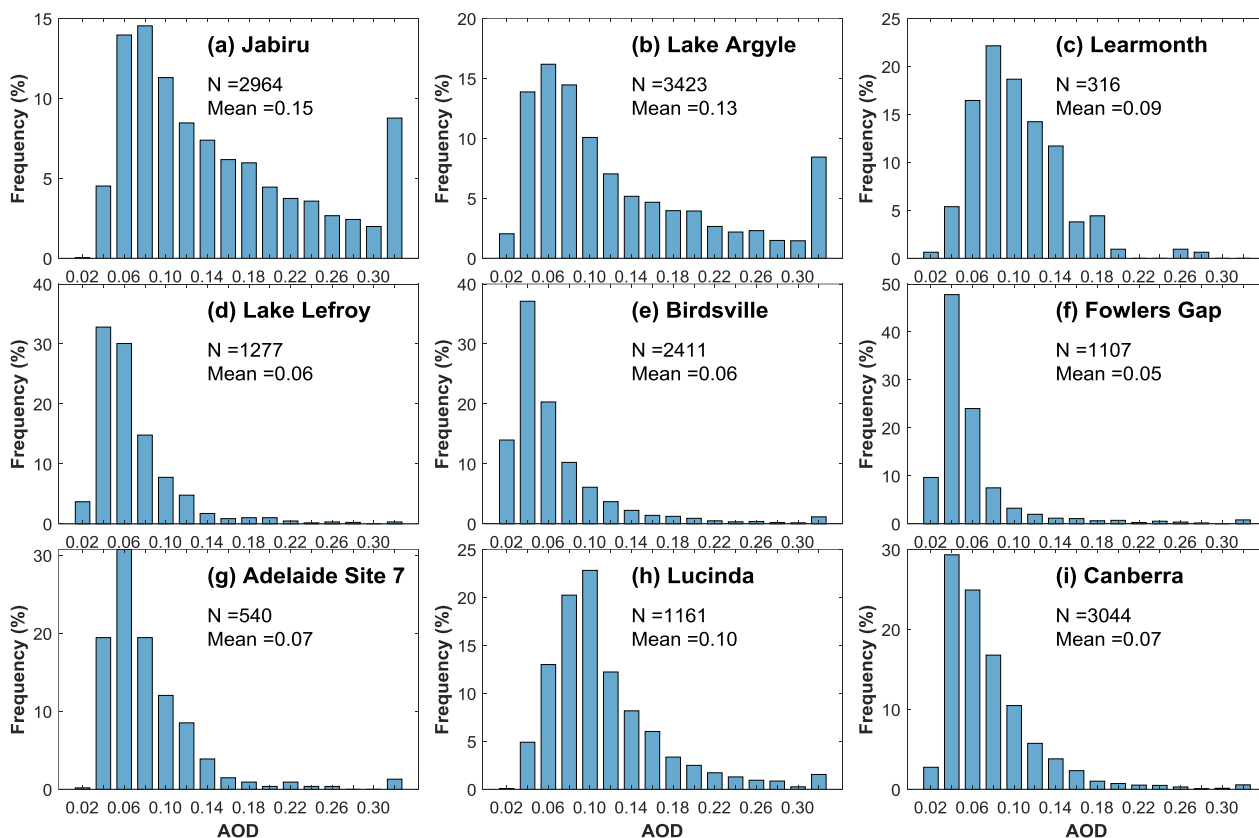 (a) Jabiru
N =2964
Mean =0.15
Frequency (%)
0 5 10 15
0.02 0.06 0.10 0.14 0.18 0.22 0.26 0.30
(b) Lake Argyle
N =3423
Mean =0.13
Frequency (%)
0 5 10 15 20
0.02 0.06 0.10 0.14 0.18 0.22 0.26 0.30
(c) Learmonth
N =316
Mean =0.09
Frequency (%)
0 5 10 15 20 25
0.02 0.06 0.10 0.14 0.18 0.22 0.26 0.30
(d) Lake Lefroy
N =1277
Mean =0.06
Frequency (%)
0 10 20 30 40
0.02 0.06 0.10 0.14 0.18 0.22 0.26 0.30
(e) Birdsville
N =2411
Mean =0.06
Frequency (%)
0 10 20 30 40
0.02 0.06 0.10 0.14 0.18 0.22 0.26 0.30
(f) Fowlers Gap
N =1107
Mean =0.05
Frequency (%)
0 10 20 30 40 50
0.02 0.06 0.10 0.14 0.18 0.22 0.26 0.30
(g) Adelaide Site 7
N =540
Mean =0.07
Frequency (%)
0 10 20 30
0.02 0.06 0.10 0.14 0.18 0.22 0.26 0.30
AOD
(h) Lucinda
N =1161
Mean =0.10
Frequency (%)
0 5 10 15 20 25
0.02 0.06 0.10 0.14 0.18 0.22 0.26 0.30
AOD
(i) Canberra
N =3044
Mean =0.07
Frequency (%)
0 10 20 30
0.02 0.06 0.10 0.14 0.18 0.22 0.26 0.30
AOD